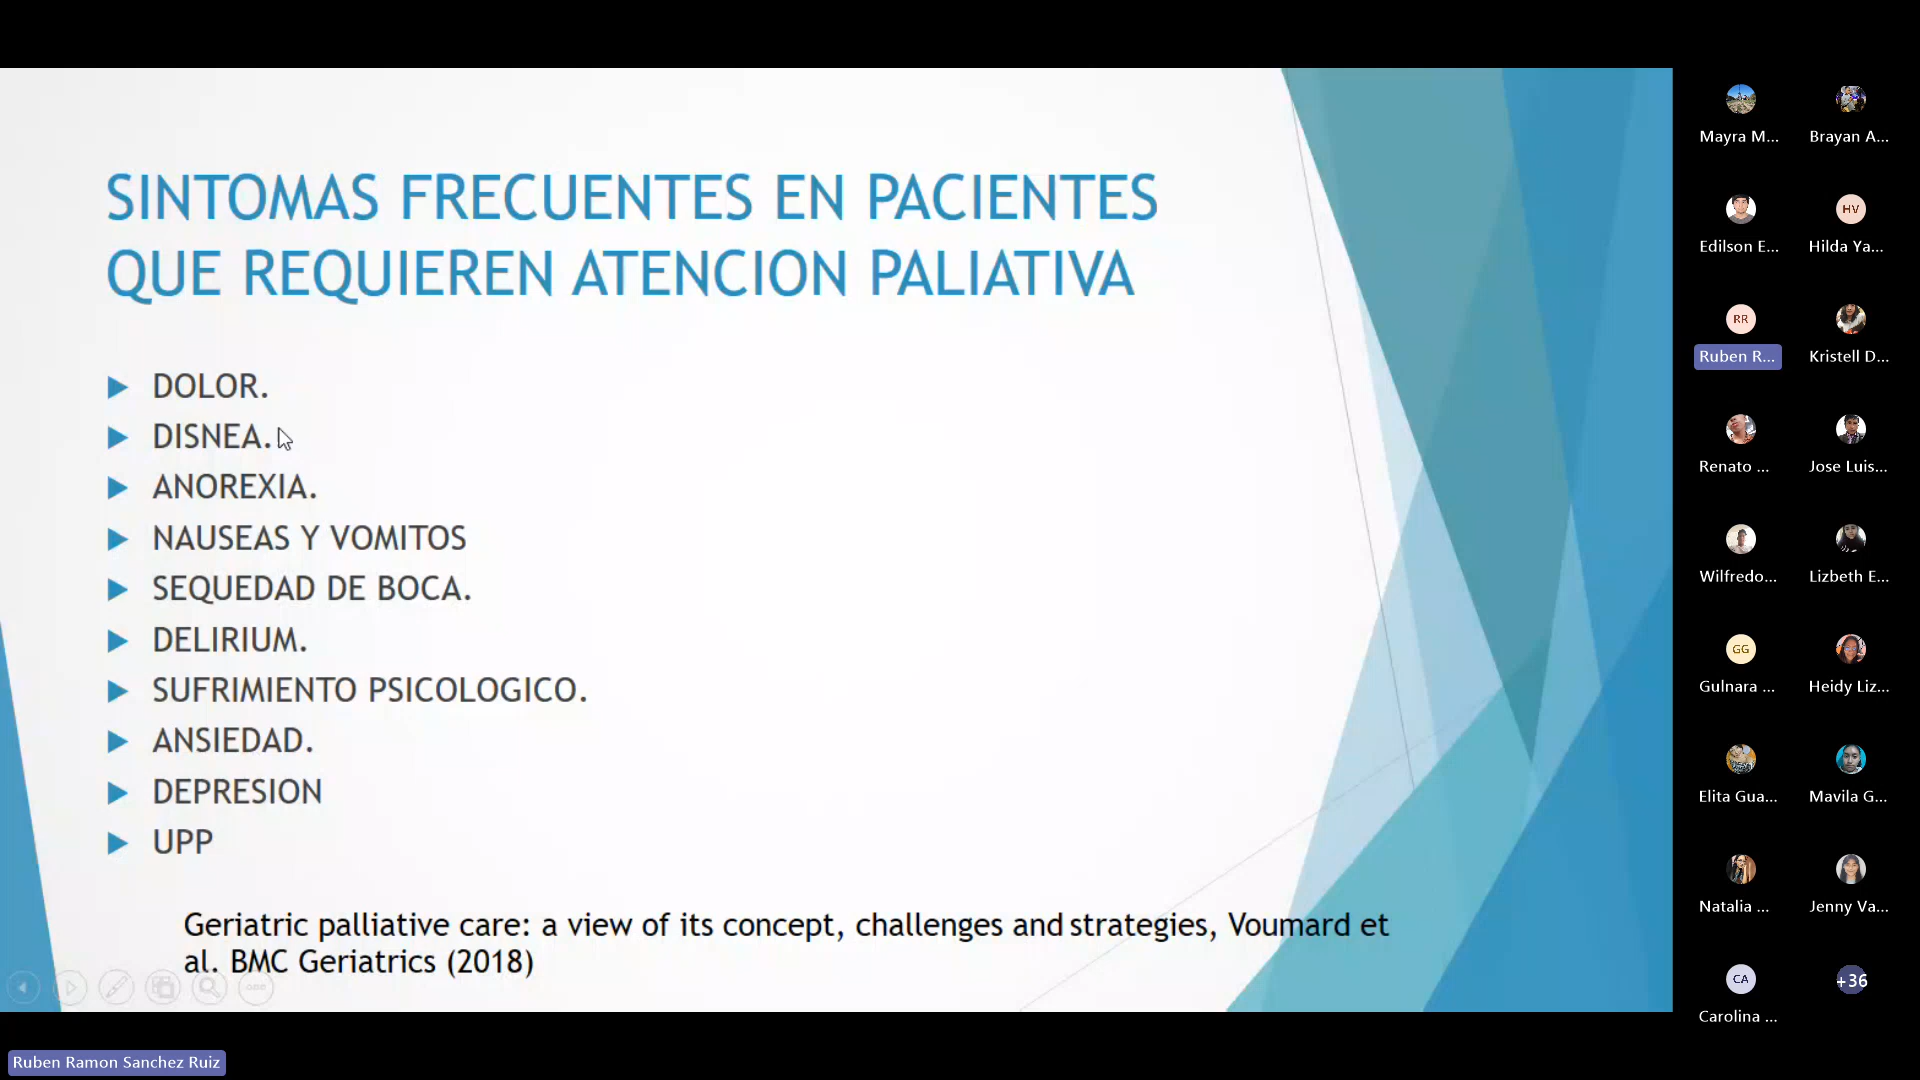 SINTOMAS FRECUENTES EN PACIENTES
QUE REQUIEREN ATENCION PALIATIVA
DOLOR.
DISNEA.
ANOREXIA.
NAUSEAS Y VOMITOS
SEQUEDAD DE BOCA.
DELIRIUM.
SUFRIMIENTO PSICOLOGICO.
ANSIEDAD.
DEPRESION
UPP
Geriatric palliative care: a view of its concept, challenges and strategies, Voumard et
al. BMC Geriatrics (2018)
Ruben Ramon Sanchez Ruiz
Mayra M...
Brayan A...
Edilson E...
HV
Hilda Ya...
RR
Ruben R...
Kristell D...
Renato ...
Jose Luis...
Wilfredo...
Lizbeth E...
GG
Gulnara ...
Heidy Liz...
Elita Gua...
Mavila G...
Natalia ...
Jenny Va...
CA
Carolina ...
+36